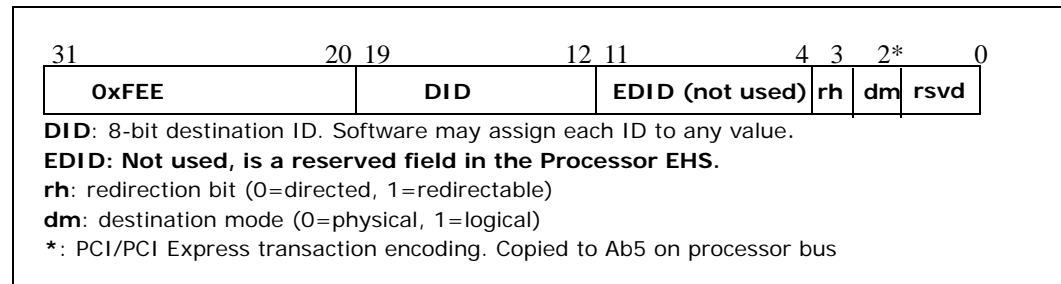 31 20 19 12 11 4 3 2* 0
0xFEE DID EDID (not used) rh dm rsvd
DID: 8-bit destination ID. Software may assign each ID to any value.
EDID: Not used, is a reserved field in the Processor EHS.
rh: redirection bit (0=directed, 1=redirectable)
dm: destination mode (0=physical, 1=logical)
*: PCI/PCI Express transaction encoding. Copied to Ab5 on processor bus